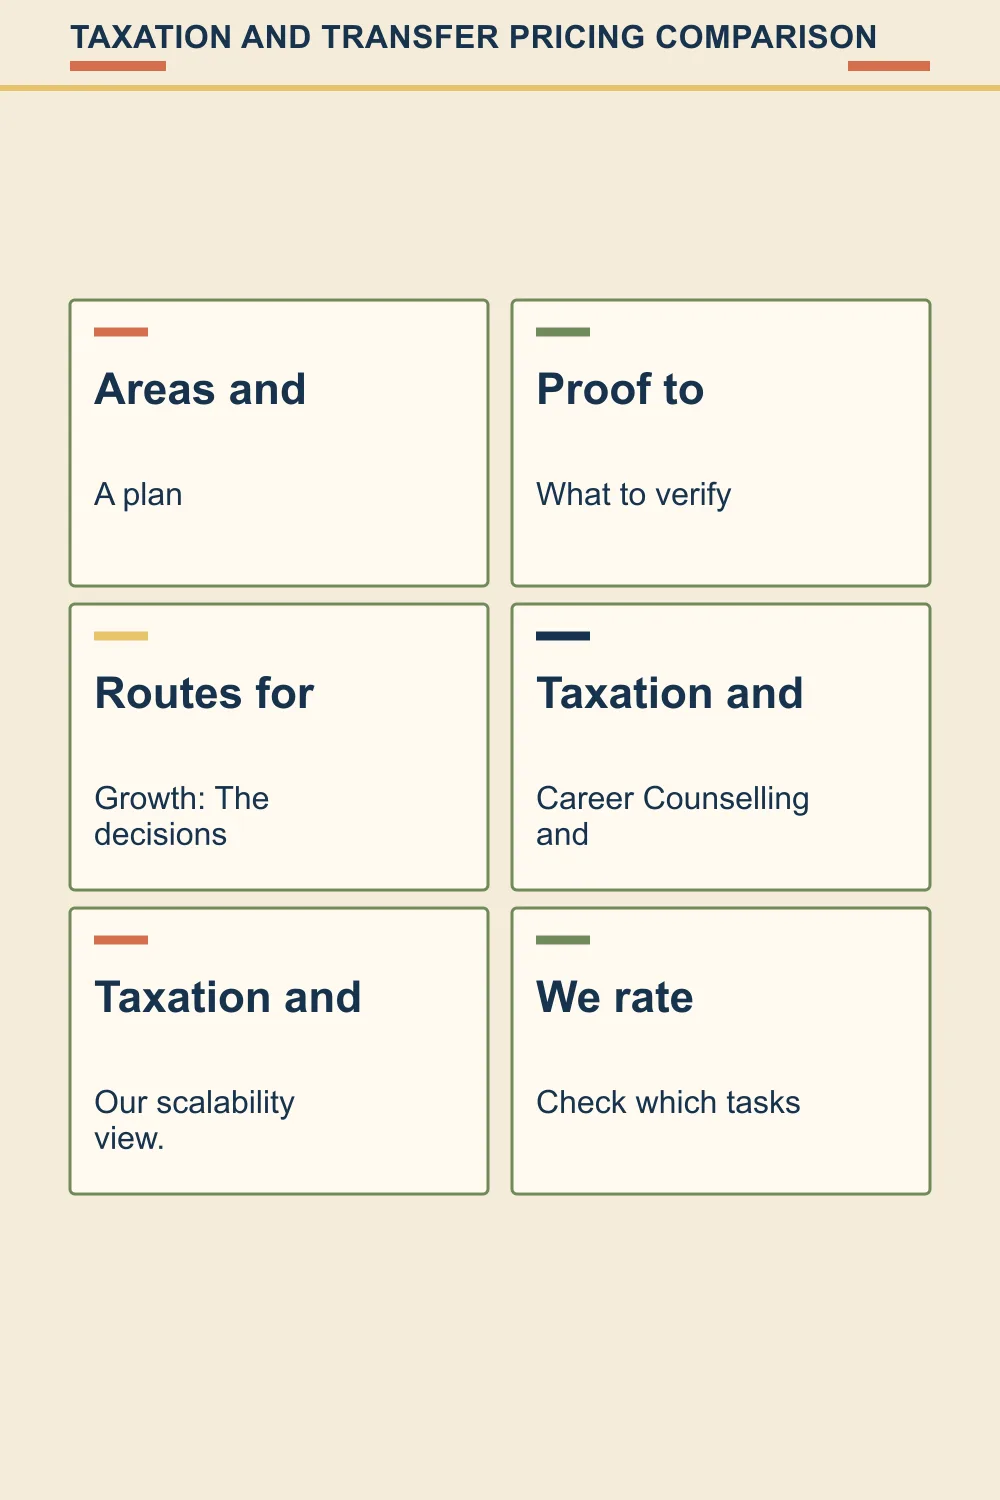 TAXATION AND TRANSFER PRICING COMPARISON
Areas and
A plan
Proof to
What to verify
Routes for
Growth: The
decisions
Taxation and
Career Counselling
and
Taxation and
Our scalability
view.
We rate
Check which tasks